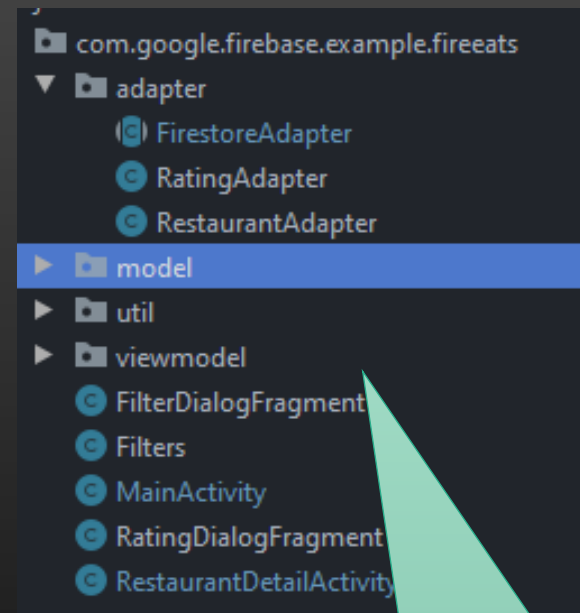 com.google.firebase.example.fireeats
adapter
FirestoreAdapter
RatingAdapter
RestaurantAdapter
model
util
viewmodel
FilterDialogFragment
Filters
MainActivity
RatingDialogFragment
RestaurantDetailActivity